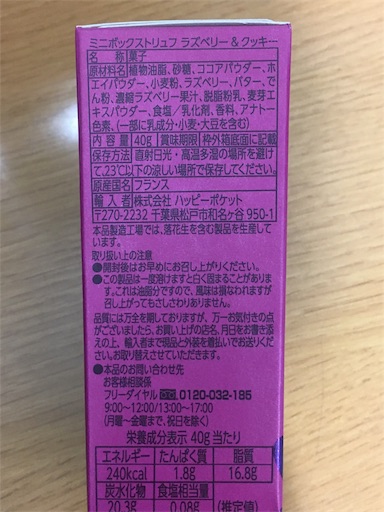 ミニボックストリュフ ラズベリー & クッキー
名 称 菓子
原材料名 植物油脂、砂糖、ココアパウダー、ホ
エイパウダー、小麦粉、ラズベリー、バター、で
ん粉、濃縮ラズベリー果汁、脱脂粉乳、麦芽エ
キスパウダー、食塩／乳化剤、香料、アナトー
色素、(一部に乳成分・小麦・大豆を含む)
内 容 量 40g 賞味期限 枠外箱底面に記載
保存方法 直射日光・高温多湿の場所を避け
て、23℃以下の涼しい場所で保存してください。
原産国名 フランス
輸 入 者 株式会社 ハッピーポケット
〒270-2232 千葉県松戸市和名ヶ谷 950-1
本品製造工場では、落花生を含む製品を生産して
います。
取り扱い上の注意
●開封後はお早めにお召し上がりください。
●この製品は一度溶けますと白く固まることがありま
す。これは油脂分ですので、風味は損なわれますが
召し上がってもさしさわりありません。
品質には万全を期しておりますが、万一お気付きの点
がございましたら、お買い上げの店名、月日をお書き添
えの上、輸入者まで現品と外装を着払いでお送りくだ
さい。お取り替えさせていただきます。
●本品のお問い合わせ先
お客様相談係
フリーダイヤル 0120-032-185
9:00～12:00/13:00～17:00
(月曜～金曜まで、祝日を除く)
栄養成分表示 40g 当たり
エネルギー たんぱく質 脂質
240kcal 1.8g 16.8g
炭水化物 食塩相当量
20.3g 0.08g (推定値)